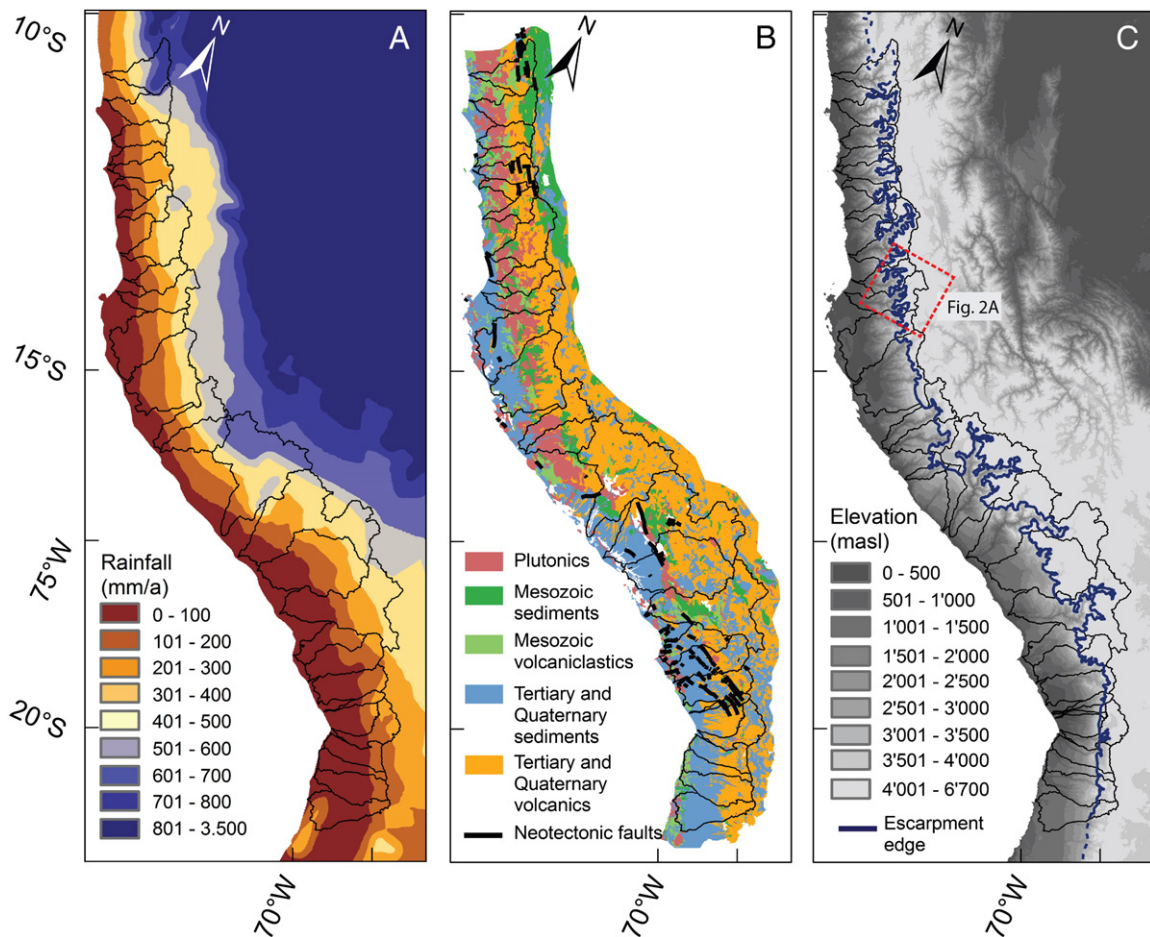 10°S
15°S
75°W
20°S
70°W
N
A
Rainfall
(mm/a)
0 - 100
101 - 200
201 - 300
301 - 400
401 - 500
501 - 600
601 - 700
701 - 800
801 - 3.500
N
B
Plutonics
Mesozoic
sediments
Mesozoic
volcaniclastics
Tertiary and
Quaternary
sediments
Tertiary and
Quaternary
volcanics
Neotectonic faults
70°W
N
C
Fig. 2A
Elevation
(masl)
0 - 500
501 - 1'000
1'001 - 1'500
1'501 - 2'000
2'001 - 2'500
2'501 - 3'000
3'001 - 3'500
3'501 - 4'000
4'001 - 6'700
Escarpment
edge
70°W